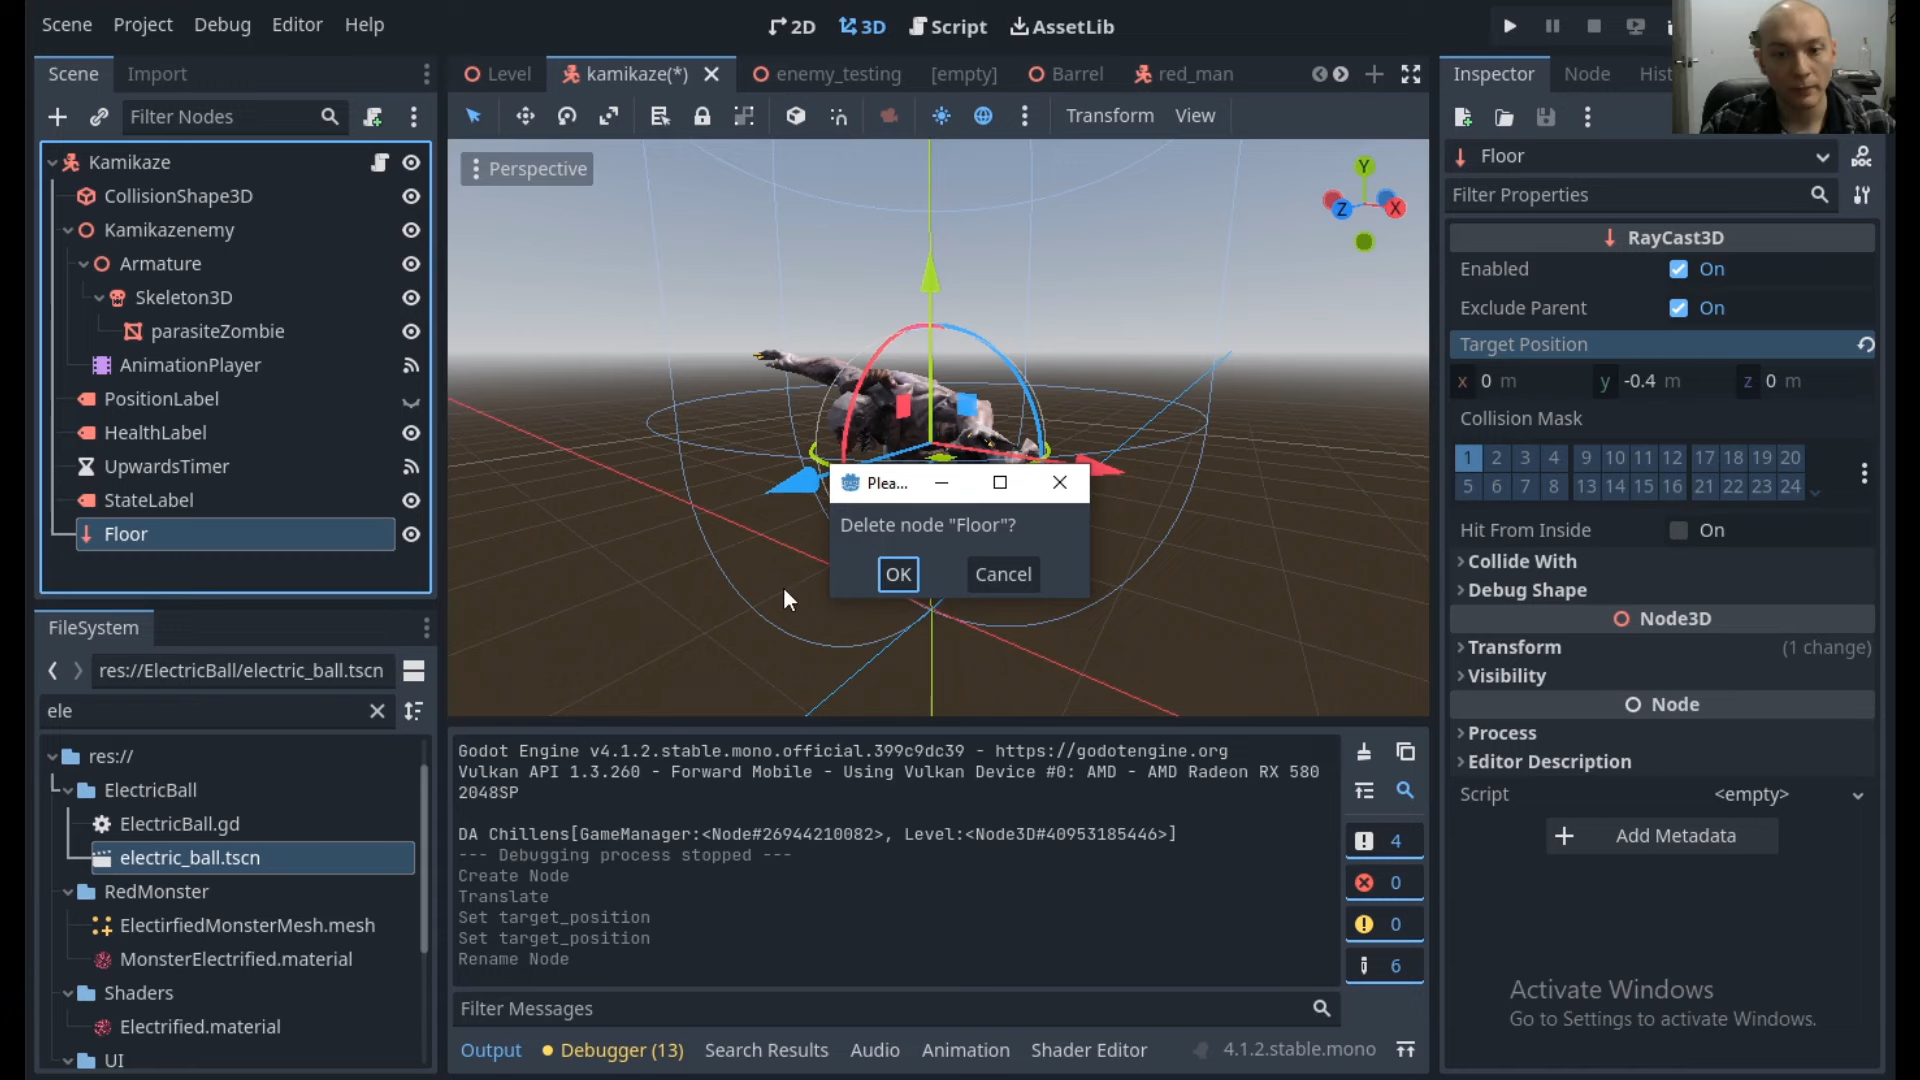 Scene Project Debug Editor Help
2D 3D Script AssetLib
Scene Import
Filter Nodes
Kamikaze
CollisionShape3D
Kamikazenemy
Armature
Skeleton3D
parasiteZombie
AnimationPlayer
PositionLabel
HealthLabel
UpwardsTimer
StateLabel
Floor
FileSystem
res://ElectricBall/electric_ball.tscn
ele
res://
ElectricBall
ElectricBall.gd
electric_ball.tscn
RedMonster
ElectirfiedMonsterMesh.mesh
MonsterElectrified.material
Shaders
Electrified.material
UI
Level kamikaze(*) enemy_testing [empty] Barrel red_man
Transform View
Perspective
Y
Z X
Plea...
Delete node "Floor"?
OK Cancel
Godot Engine v4.1.2.stable.mono.official.399c9dc39 - https://godotengine.org
Vulkan API 1.3.260 - Forward Mobile - Using Vulkan Device #0: AMD - AMD Radeon RX 580
2048SP
DA Chillens[GameManager:<Node#26944210082>, Level:<Node3D#40953185446>]
--- Debugging process stopped ---
Create Node
Translate
Set target_position
Set target_position
Rename Node
4
0
0
6
Filter Messages
Output Debugger (13) Search Results Audio Animation Shader Editor 4.1.2.stable.mono
Inspector Node Hist
Floor
DOC
Filter Properties
RayCast3D
Enabled On
Exclude Parent On
Target Position
x 0 m y -0.4 m z 0 m
Collision Mask
1 2 3 4 9 10 11 12 17 18 19 20
5 6 7 8 13 14 15 16 21 22 23 24
Hit From Inside On
Collide With
Debug Shape
Node3D
Transform (1 change)
Visibility
Node
Process
Editor Description
Script <empty>
Add Metadata
Activate Windows
Go to Settings to activate Windows.